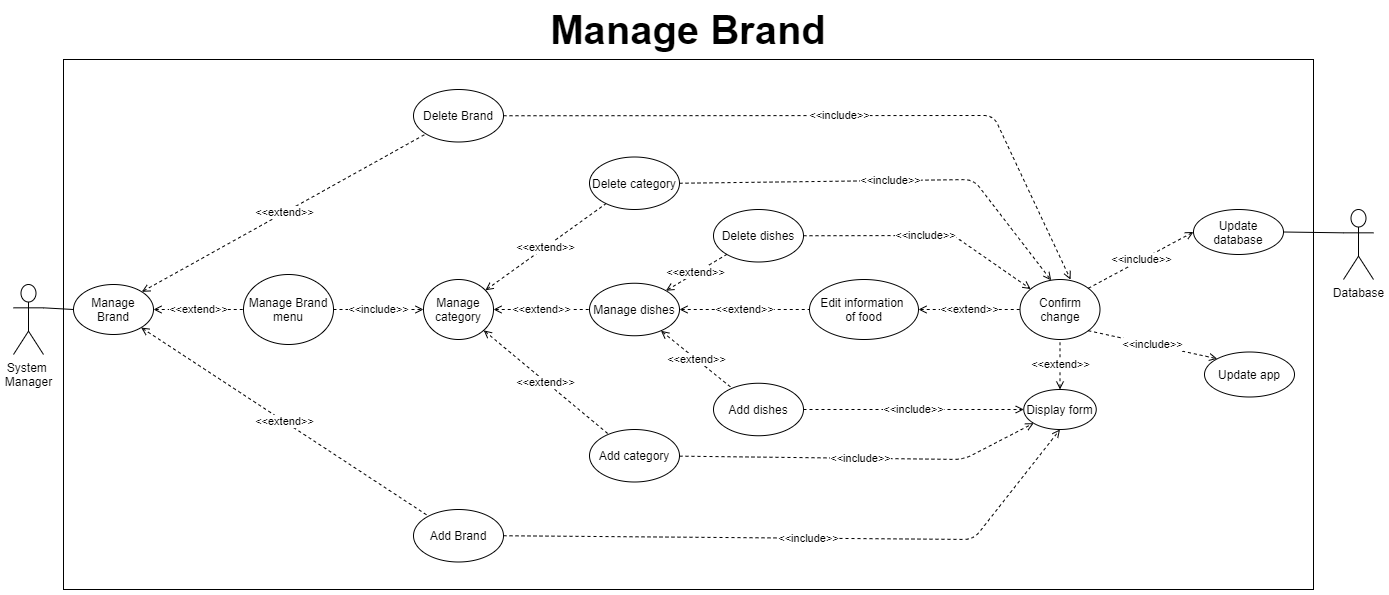 Manage Brand
Delete Brand
<<include>>
Delete category
<<include>>
<<extend>>
Delete dishes
<<include>>
Update
database
<<extend>>
<<include>>
<<extend>>
Database
System
Manager
Manage
Brand
<<extend>>
Manage Brand
menu
<<include>>
Manage
category
<<extend>>
Manage dishes
<<extend>>
Edit information
of food
<<extend>>
Confirm
change
<<include>>
Update app
<<extend>>
<<extend>>
<<extend>>
Add dishes
<<include>>
Display form
<<extend>>
Add category
<<include>>
Add Brand
<<include>>